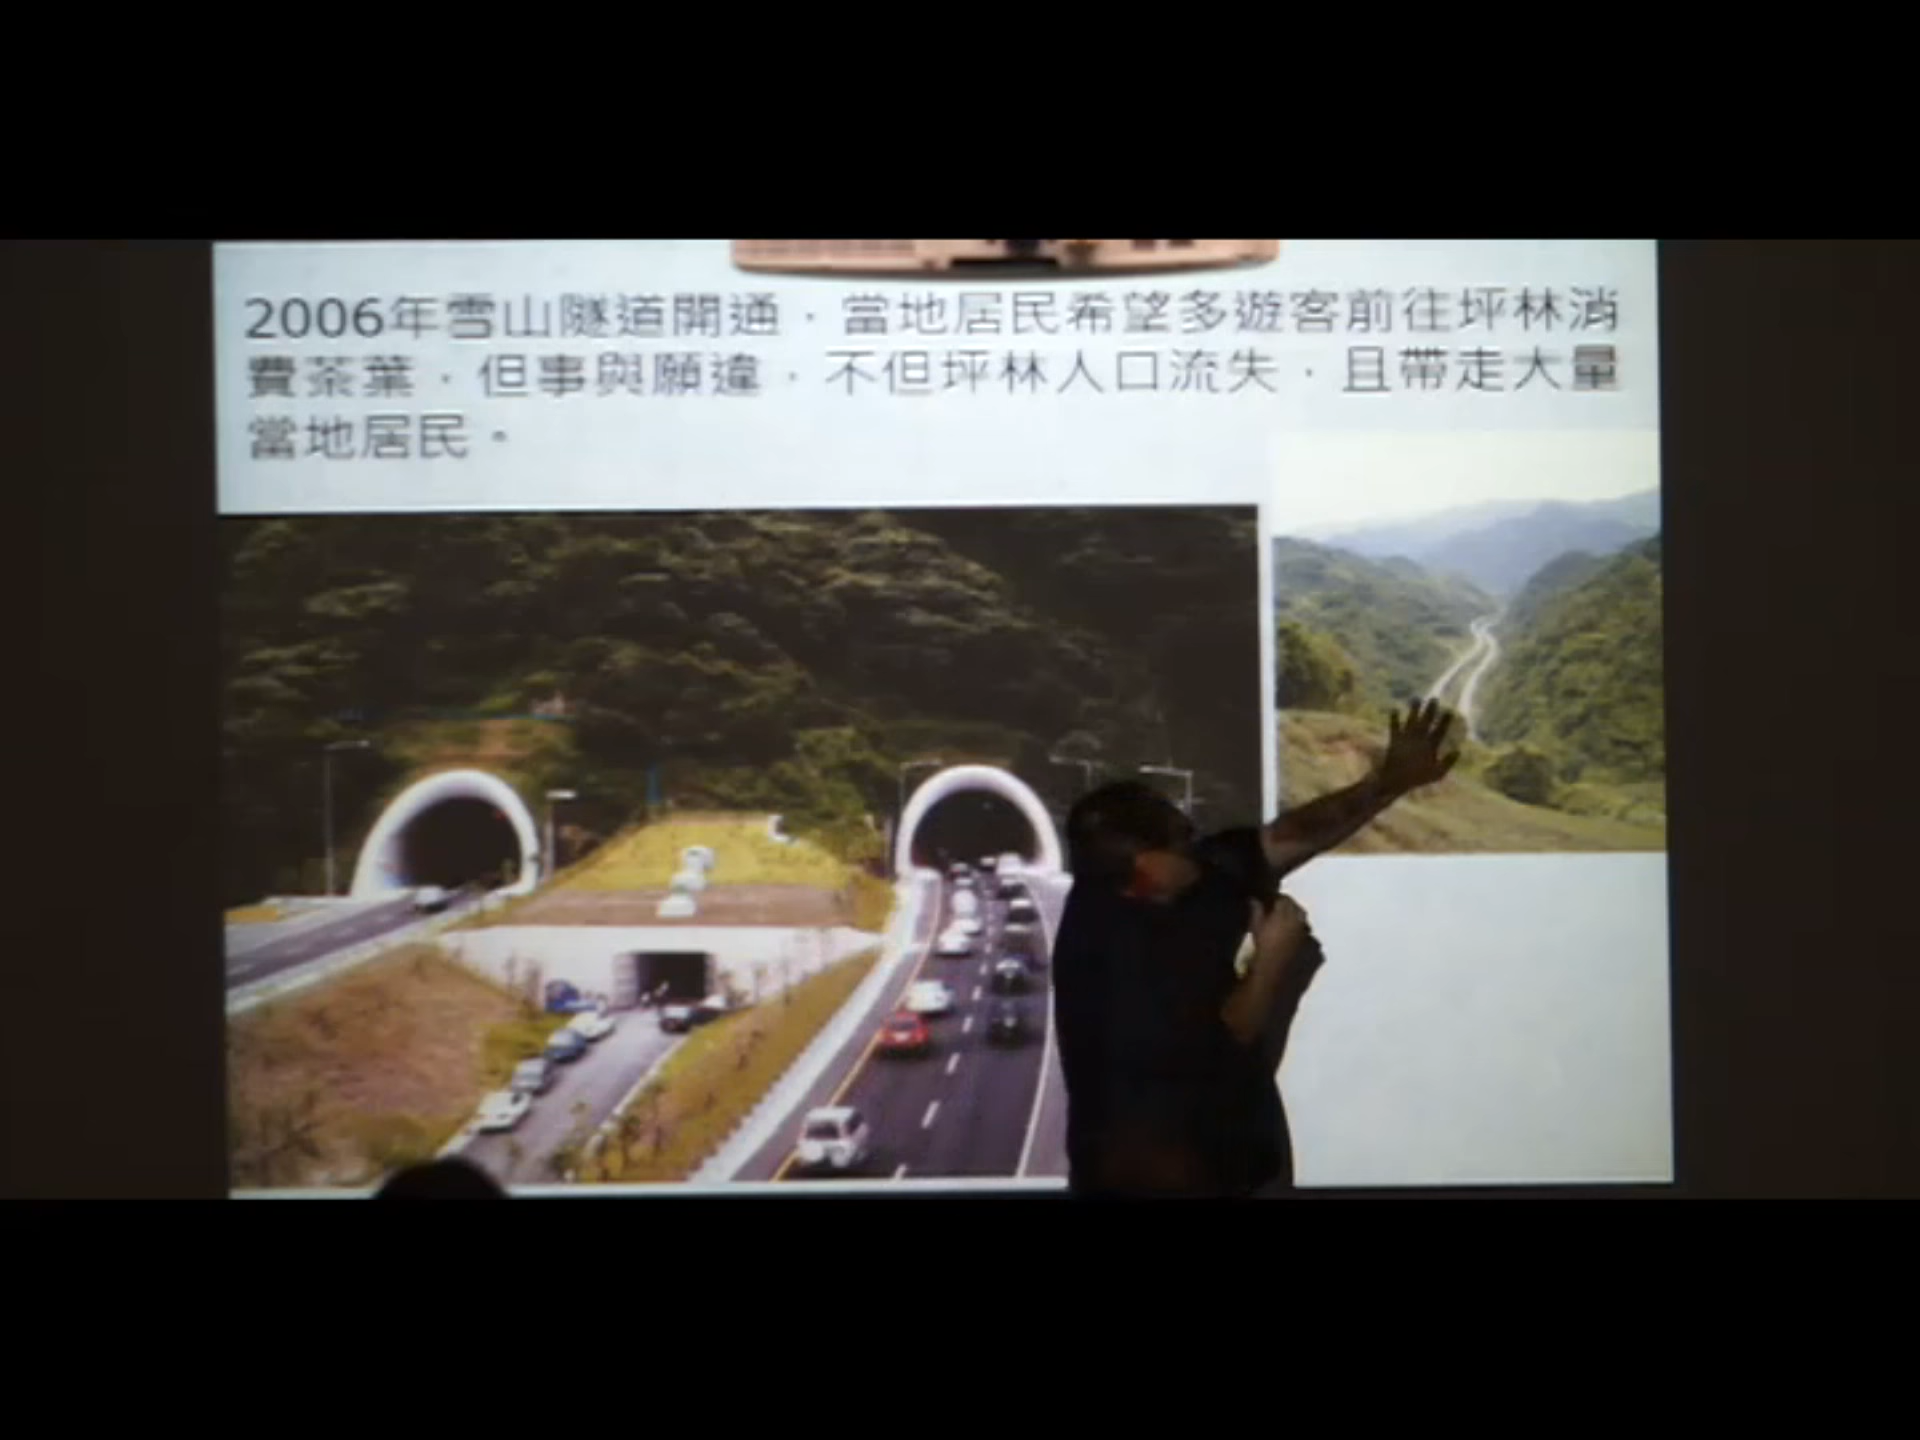 2006年雪山隧道開通，當地居民希望多遊客前往坪林消
費茶葉，但事與願違，不但坪林人口流失，且帶走大量
當地居民。